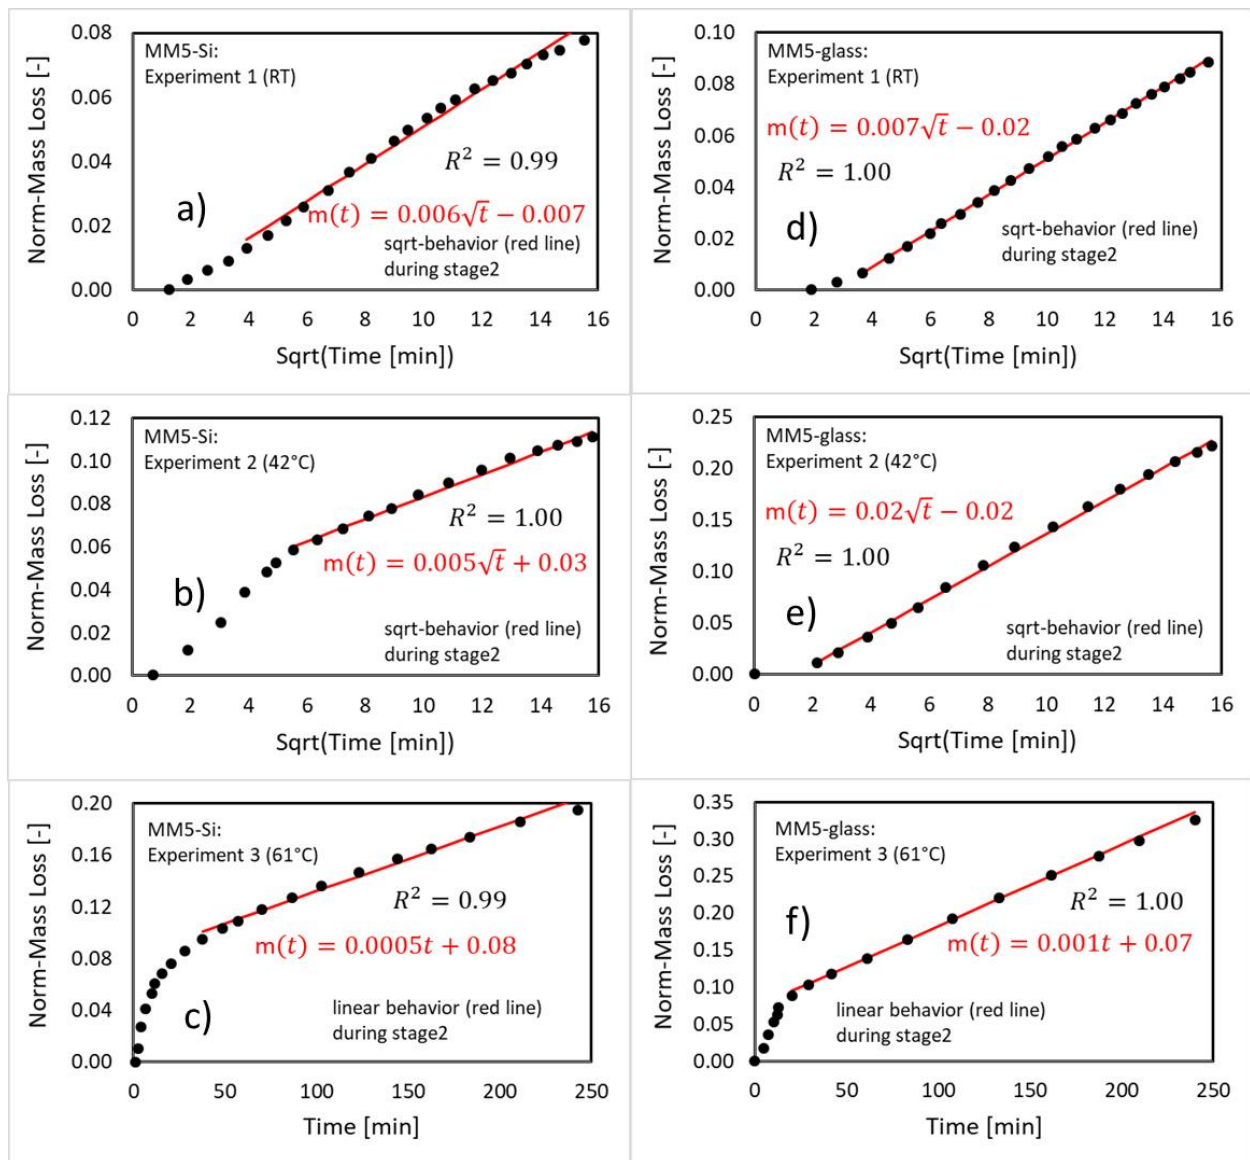 Norm-Mass Loss [-]
0.08
0.06
0.04
0.02
0.00
MM5-Si:
Experiment 1 (RT)
R² = 0.99
a)
m(t) = 0.006√t − 0.007
sqrt-behavior (red line)
during stage2
0 2 4 6 8 10 12 14 16
Sqrt(Time [min])
Norm-Mass Loss [-]
0.10
0.08
0.06
0.04
0.02
0.00
MM5-glass:
Experiment 1 (RT)
m(t) = 0.007√t − 0.02
R² = 1.00
d)
sqrt-behavior (red line)
during stage2
0 2 4 6 8 10 12 14 16
Sqrt(Time [min])
Norm-Mass Loss [-]
0.12
0.10
0.08
0.06
0.04
0.02
0.00
MM5-Si:
Experiment 2 (42°C)
R² = 1.00
m(t) = 0.005√t + 0.03
b)
sqrt-behavior (red line)
during stage2
0 2 4 6 8 10 12 14 16
Sqrt(Time [min])
Norm-Mass Loss [-]
0.25
0.20
0.15
0.10
0.05
0.00
MM5-glass:
Experiment 2 (42°C)
m(t) = 0.02√t − 0.02
R² = 1.00
e)
sqrt-behavior (red line)
during stage2
0 2 4 6 8 10 12 14 16
Sqrt(Time [min])
Norm-Mass Loss [-]
0.20
0.16
0.12
0.08
0.04
0.00
MM5-Si:
Experiment 3 (61°C)
R² = 0.99
m(t) = 0.0005t + 0.08
c)
linear behavior (red line)
during stage2
0 50 100 150 200 250
Time [min]
Norm-Mass Loss [-]
0.35
0.30
0.25
0.20
0.15
0.10
0.05
0.00
MM5-glass:
Experiment 3 (61°C)
R² = 1.00
f)
m(t) = 0.001t + 0.07
linear behavior (red line)
during stage2
0 50 100 150 200 250
Time [min]